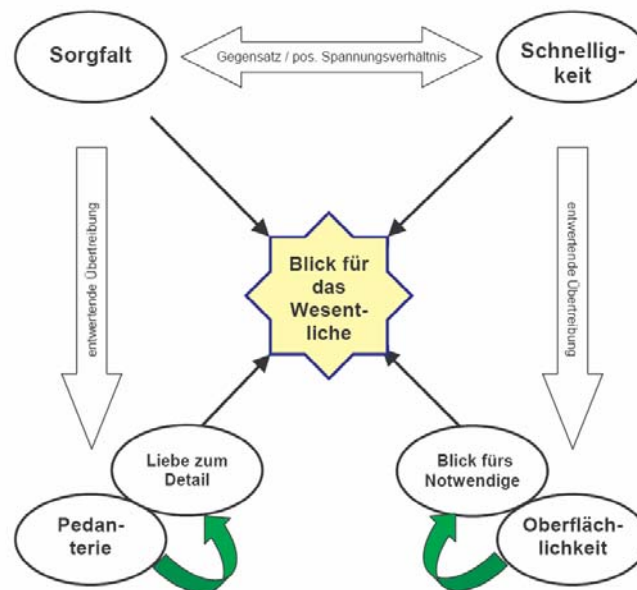 Sorgfalt
Gegensatz / pos. Spannungsverhältnis
Schnellig-
keit
entwertende Übertreibung
entwertende Übertreibung
Blick für
das
Wesent-
liche
Liebe zum
Detail
Blick fürs
Notwendige
Pedan-
terie
Oberfläch-
lichkeit